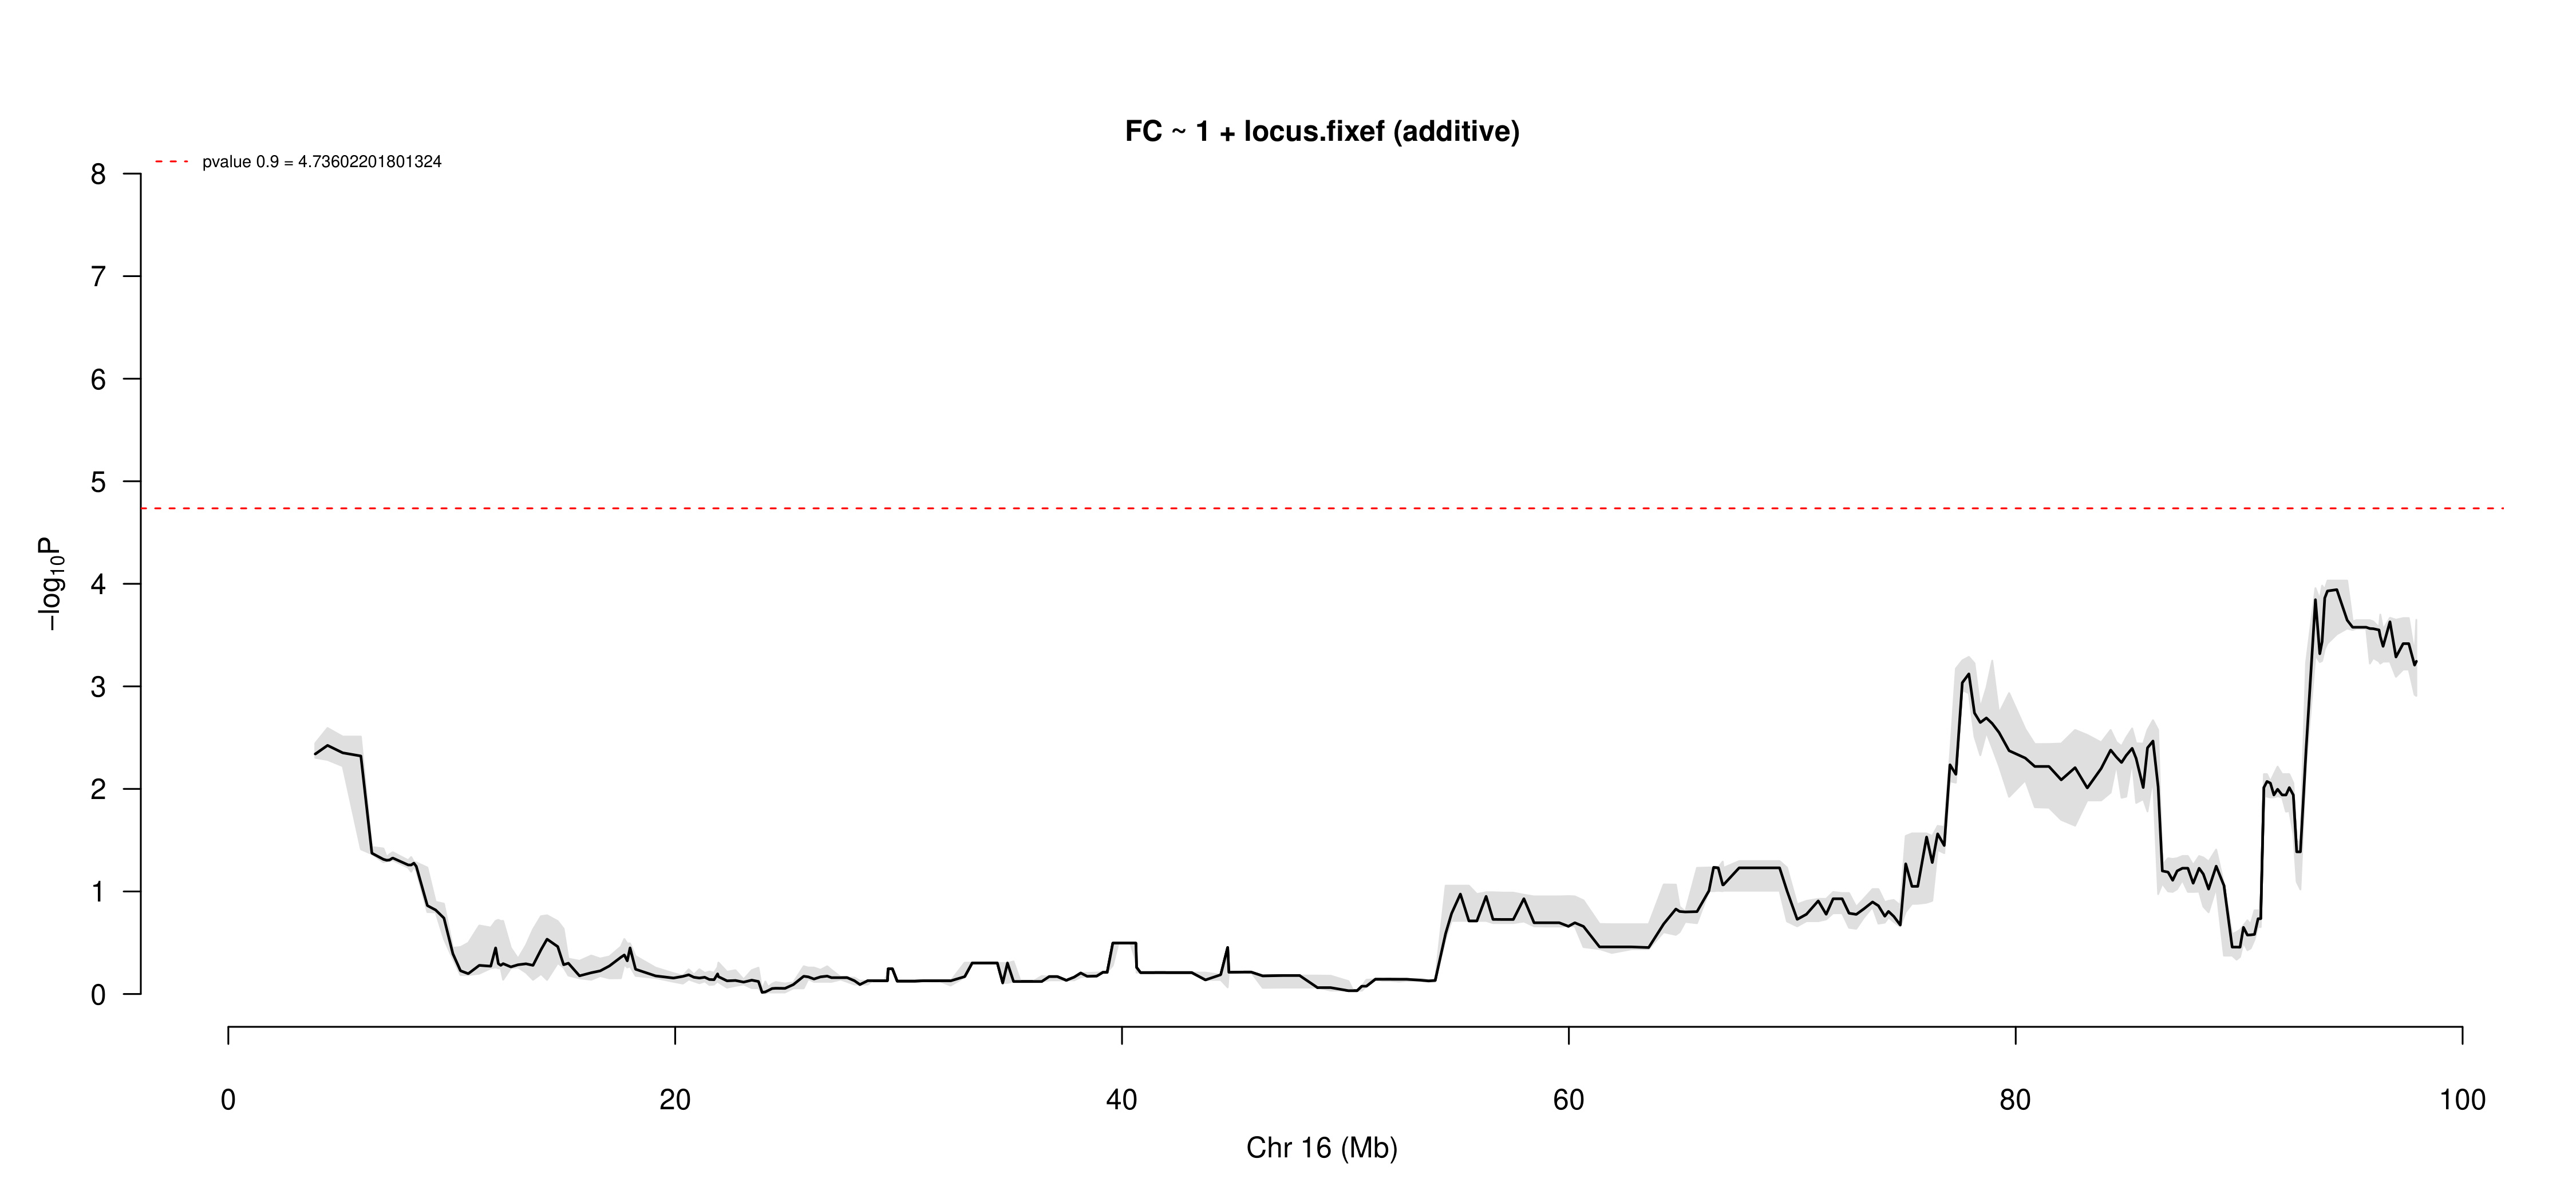 FC ~ 1 + locus.fixef (additive)
pvalue 0.9 = 4.73602201801324
8
7
6
5
4
3
2
1
0
−log10P
0 20 40 60 80 100
Chr 16 (Mb)